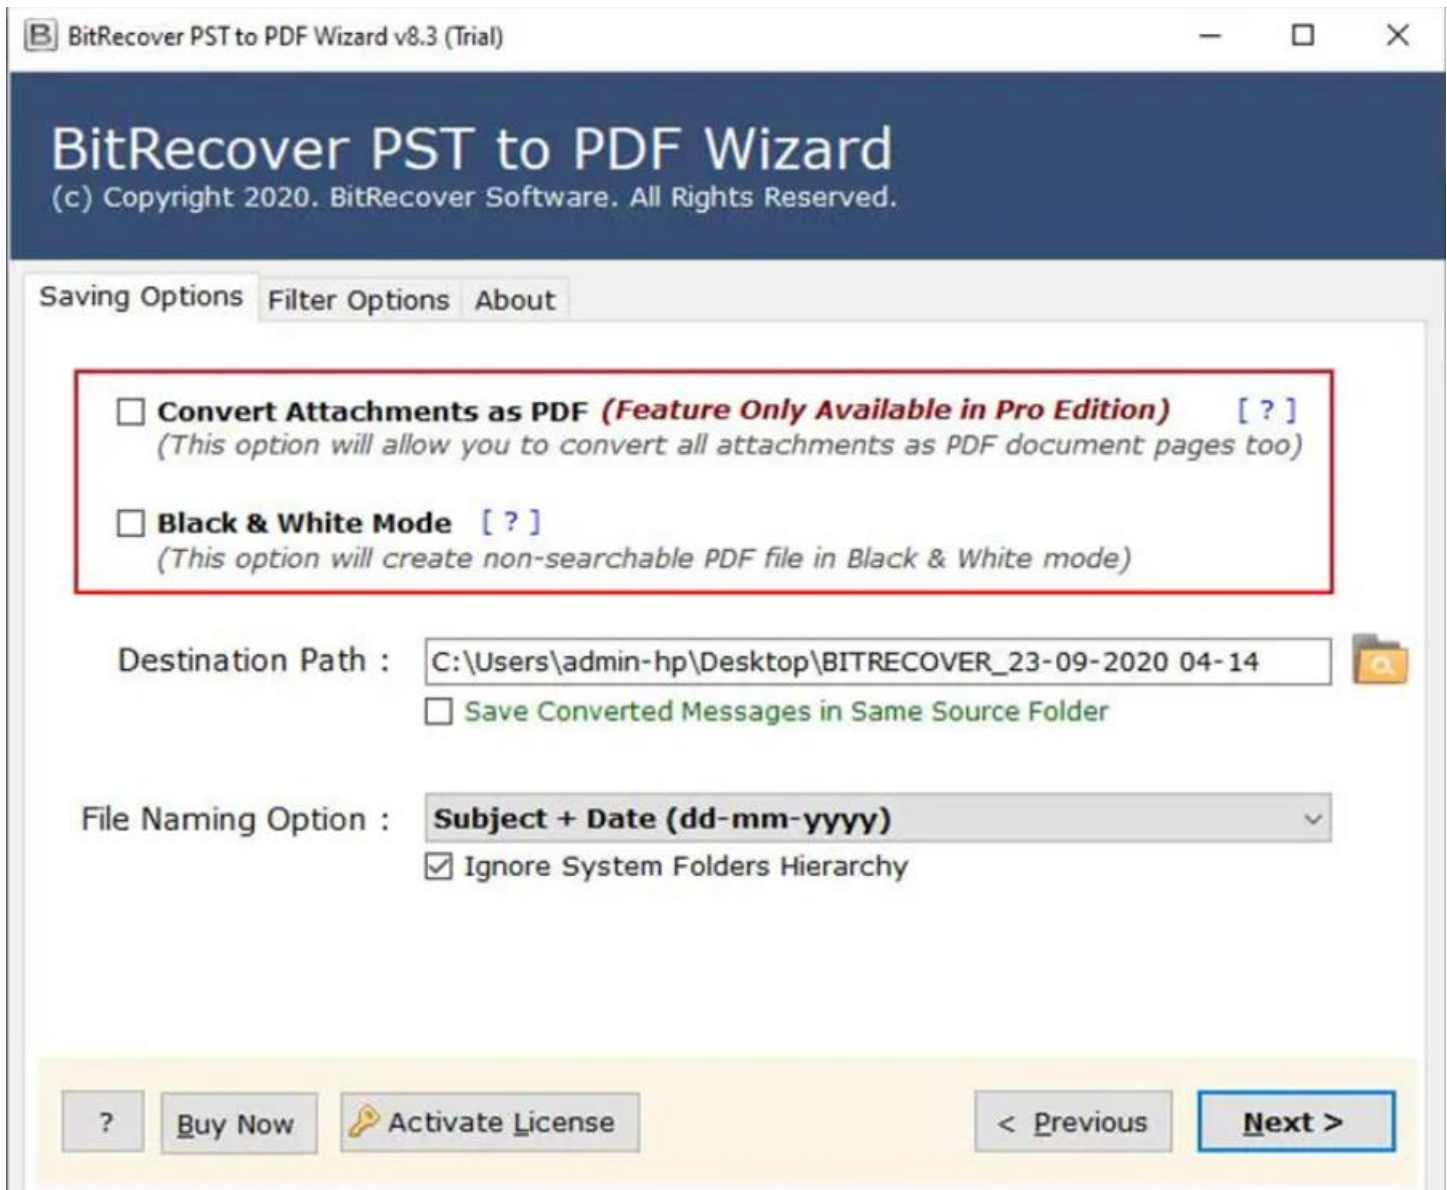 BitRecover PST to PDF Wizard v8.3 (Trial)
BitRecover PST to PDF Wizard
(c) Copyright 2020. BitRecover Software. All Rights Reserved.
Saving Options Filter Options About
Convert Attachments as PDF (Feature Only Available in Pro Edition) [ ? ]
(This option will allow you to convert all attachments as PDF document pages too)
Black & White Mode [ ? ]
(This option will create non-searchable PDF file in Black & White mode)
Destination Path : C:\Users\admin-hp\Desktop\BITRECOVER_23-09-2020 04-14
Save Converted Messages in Same Source Folder
File Naming Option : Subject + Date (dd-mm-yyyy)
Ignore System Folders Hierarchy
? Buy Now Activate License < Previous Next >